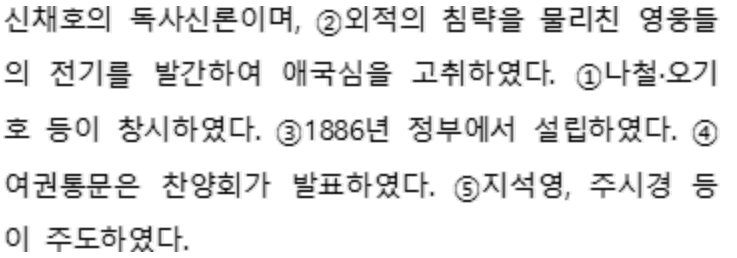 신채호의 독사신론이며, ②외적의 침략을 물리친 영웅들
의 전기를 발간하여 애국심을 고취하였다. ①나철·오기
호 등이 창시하였다. ③1886년 정부에서 설립하였다. ④
여권통문은 찬양회가 발표하였다. ⑤지석영, 주시경 등
이 주도하였다.